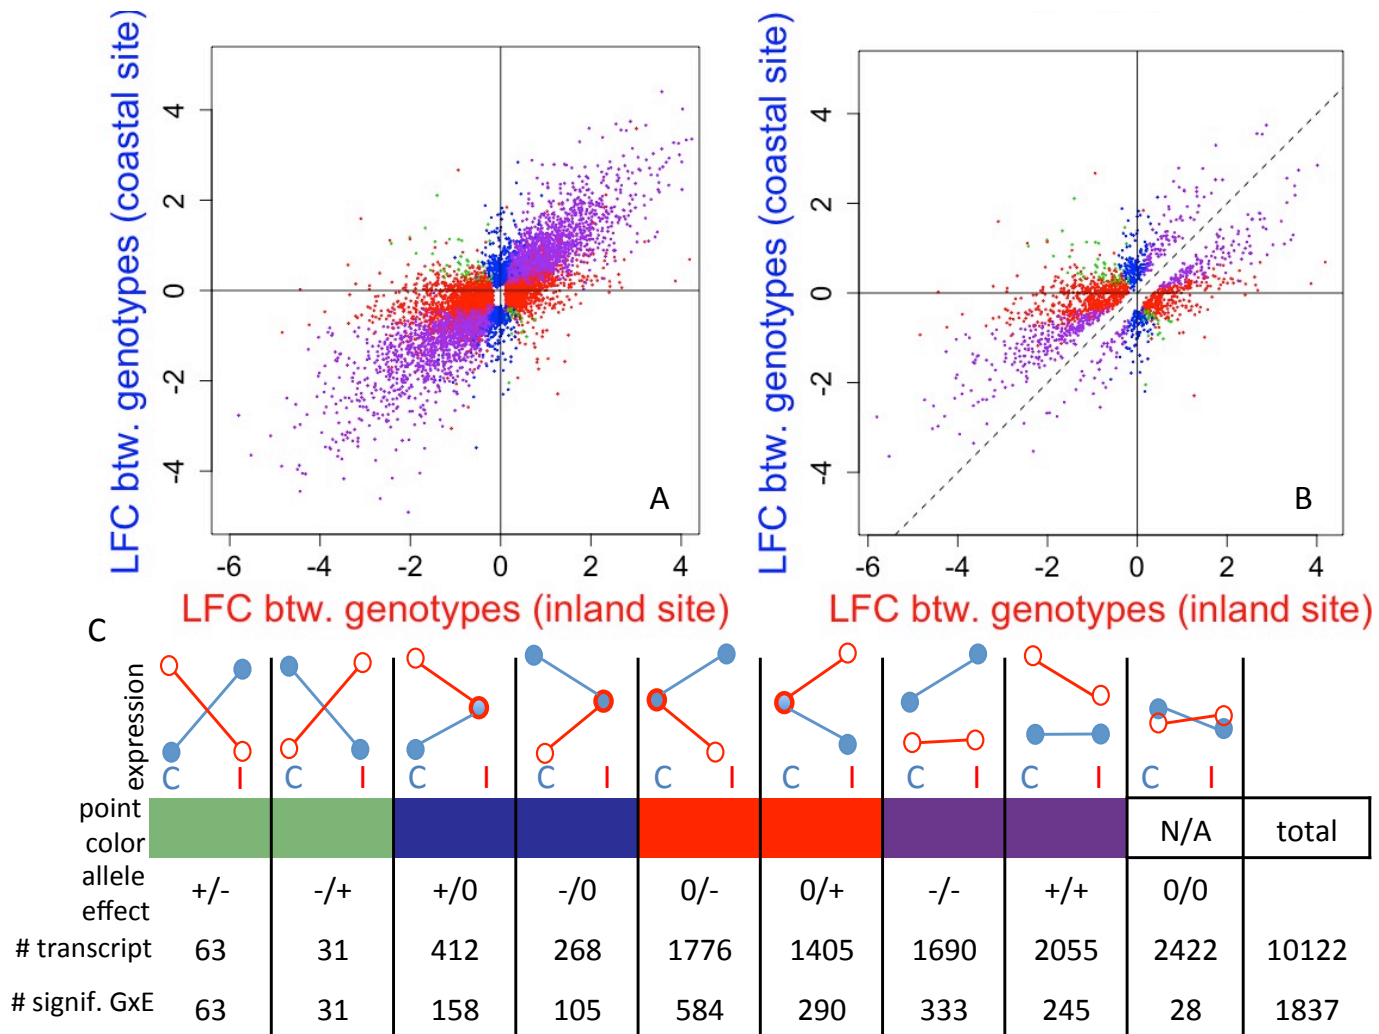 LFC btw. genotypes (coastal site)
4
2
0
-2
-4
A
-6 -4 -2 0 2 4
LFC btw. genotypes (inland site)
LFC btw. genotypes (coastal site)
4
2
0
-2
-4
B
-6 -4 -2 0 2 4
LFC btw. genotypes (inland site)
C
expression
C I C I C I C I C I C I C I C I C I
point color N/A total
allele effect +/- -/+ +/0 -/0 0/- 0/+ -/- +/+ 0/0
# transcript 63 31 412 268 1776 1405 1690 2055 2422 10122
# signif. GxE 63 31 158 105 584 290 333 245 28 1837